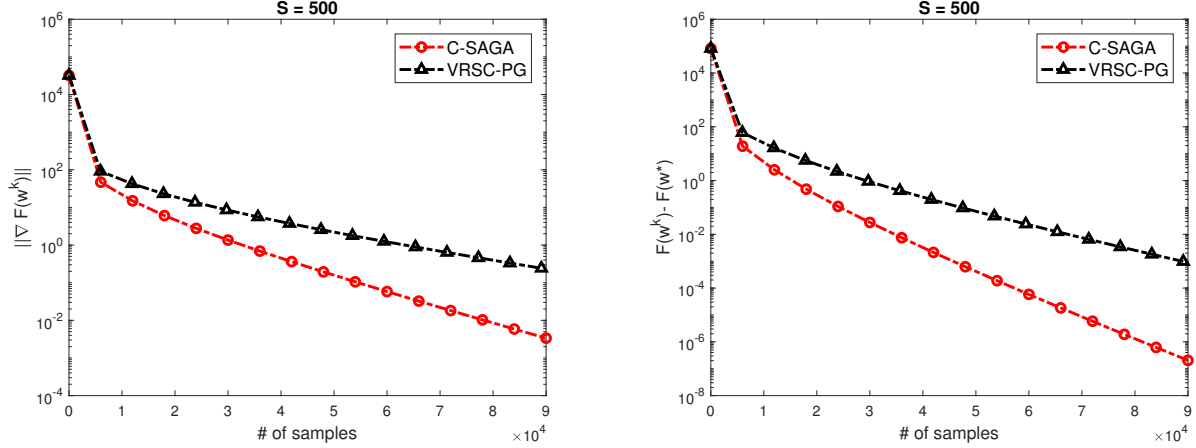 S = 500
C-SAGA
VRSC-PG
10^6
10^4
10^2
10^0
10^-2
10^-4
||∇ F(w^k)||
0 1 2 3 4 5 6 7 8 9
# of samples
× 10^4
S = 500
C-SAGA
VRSC-PG
10^6
10^4
10^2
10^0
10^-2
10^-4
10^-6
10^-8
F(w^k)- F(w*)
0 1 2 3 4 5 6 7 8 9
# of samples
× 10^4